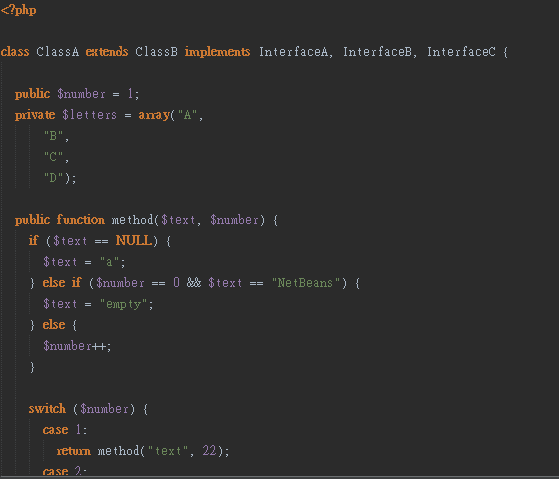 <?php
class ClassA extends ClassB implements InterfaceA, InterfaceB, InterfaceC {
public $number = 1;
private $letters = array("A",
"B",
"C",
"D");
public function method($text, $number) {
if ($text == NULL) {
$text = "a";
} else if ($number == 0 && $text == "NetBeans") {
$text = "empty";
} else {
$number++;
}
switch ($number) {
case 1:
return method("text", 22);
case 2: